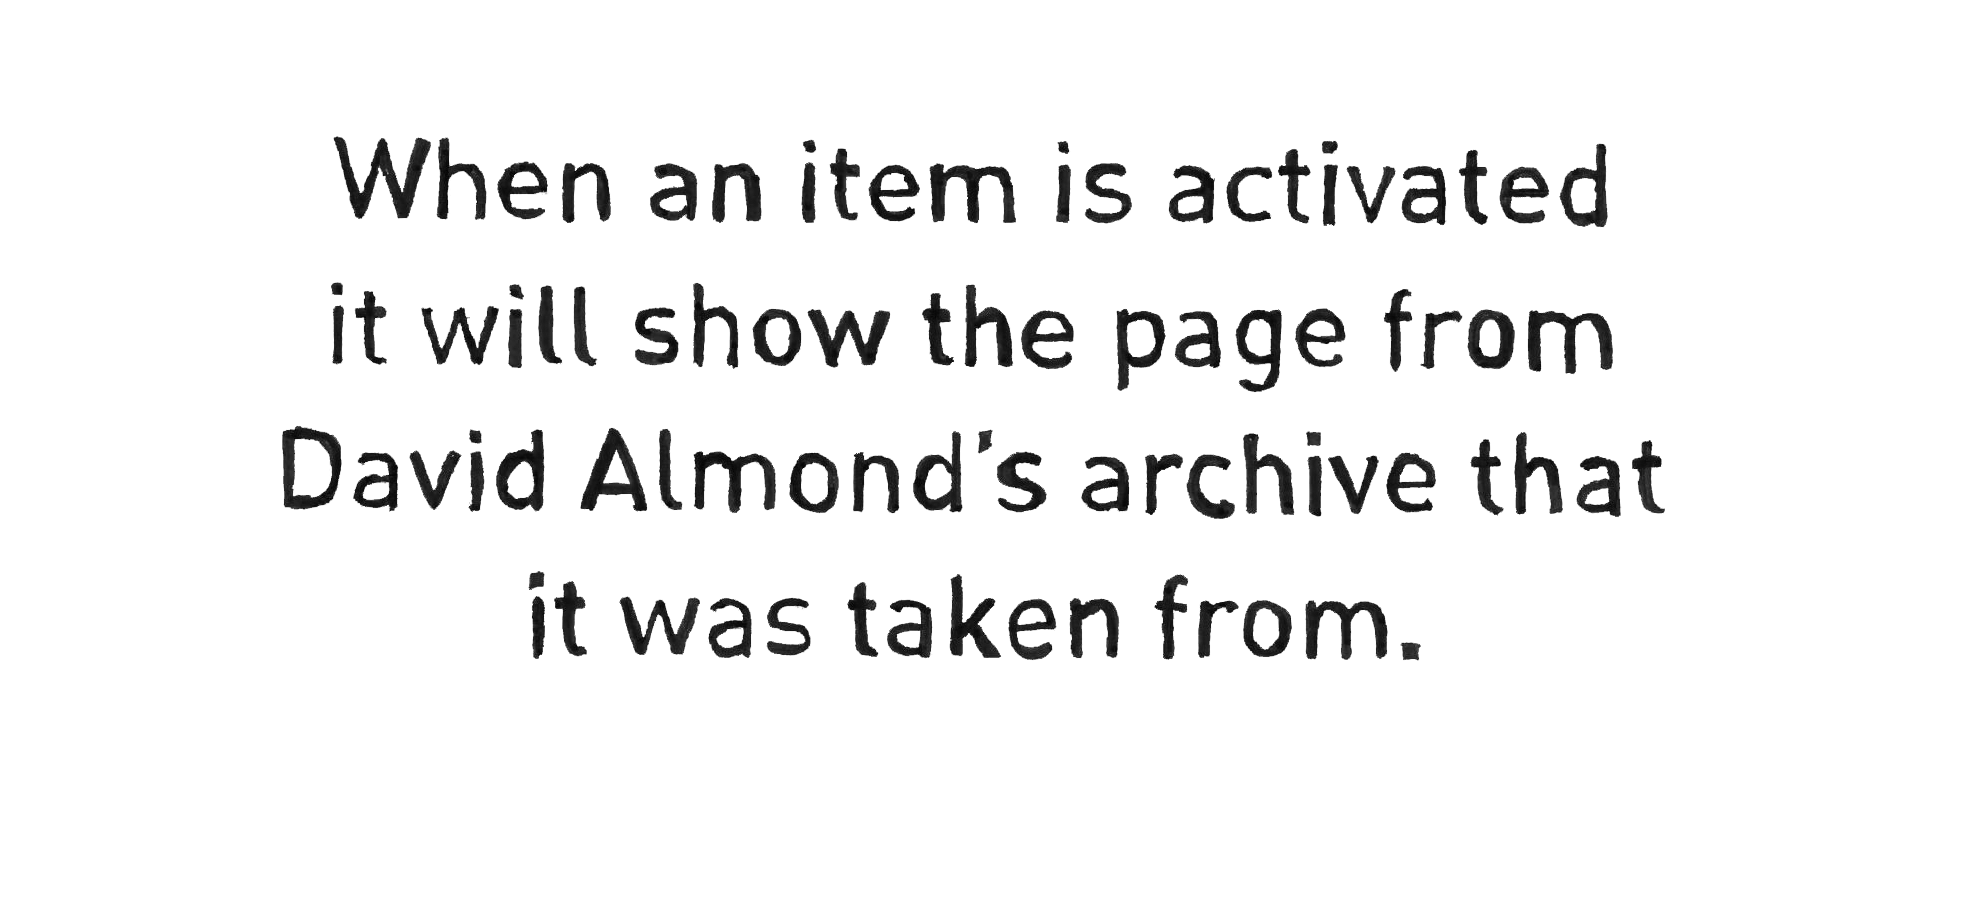 When an item is activated
it will show the page from
David Almond's archive that
it was taken from.